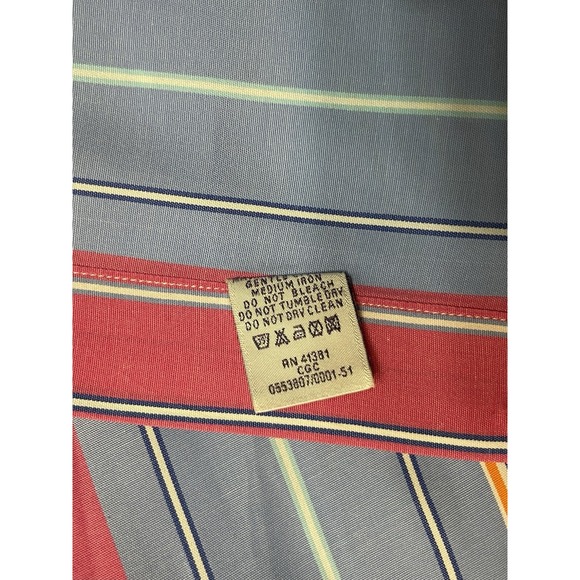 GENTLE
MEDIUM IRON
DO NOT BLEACH
DO NOT TUMBLE DRY
DO NOT DRY CLEAN
RN 41381
CGC
0553807/0001-51